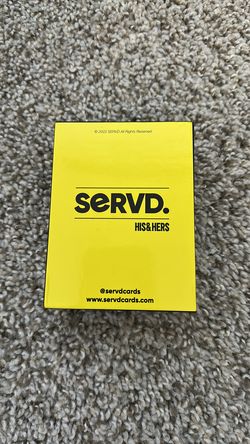 © 2022 SERVD All Rights Reserved
SERVD.
HIS&HERS
@servdcards
www.servdcards.com